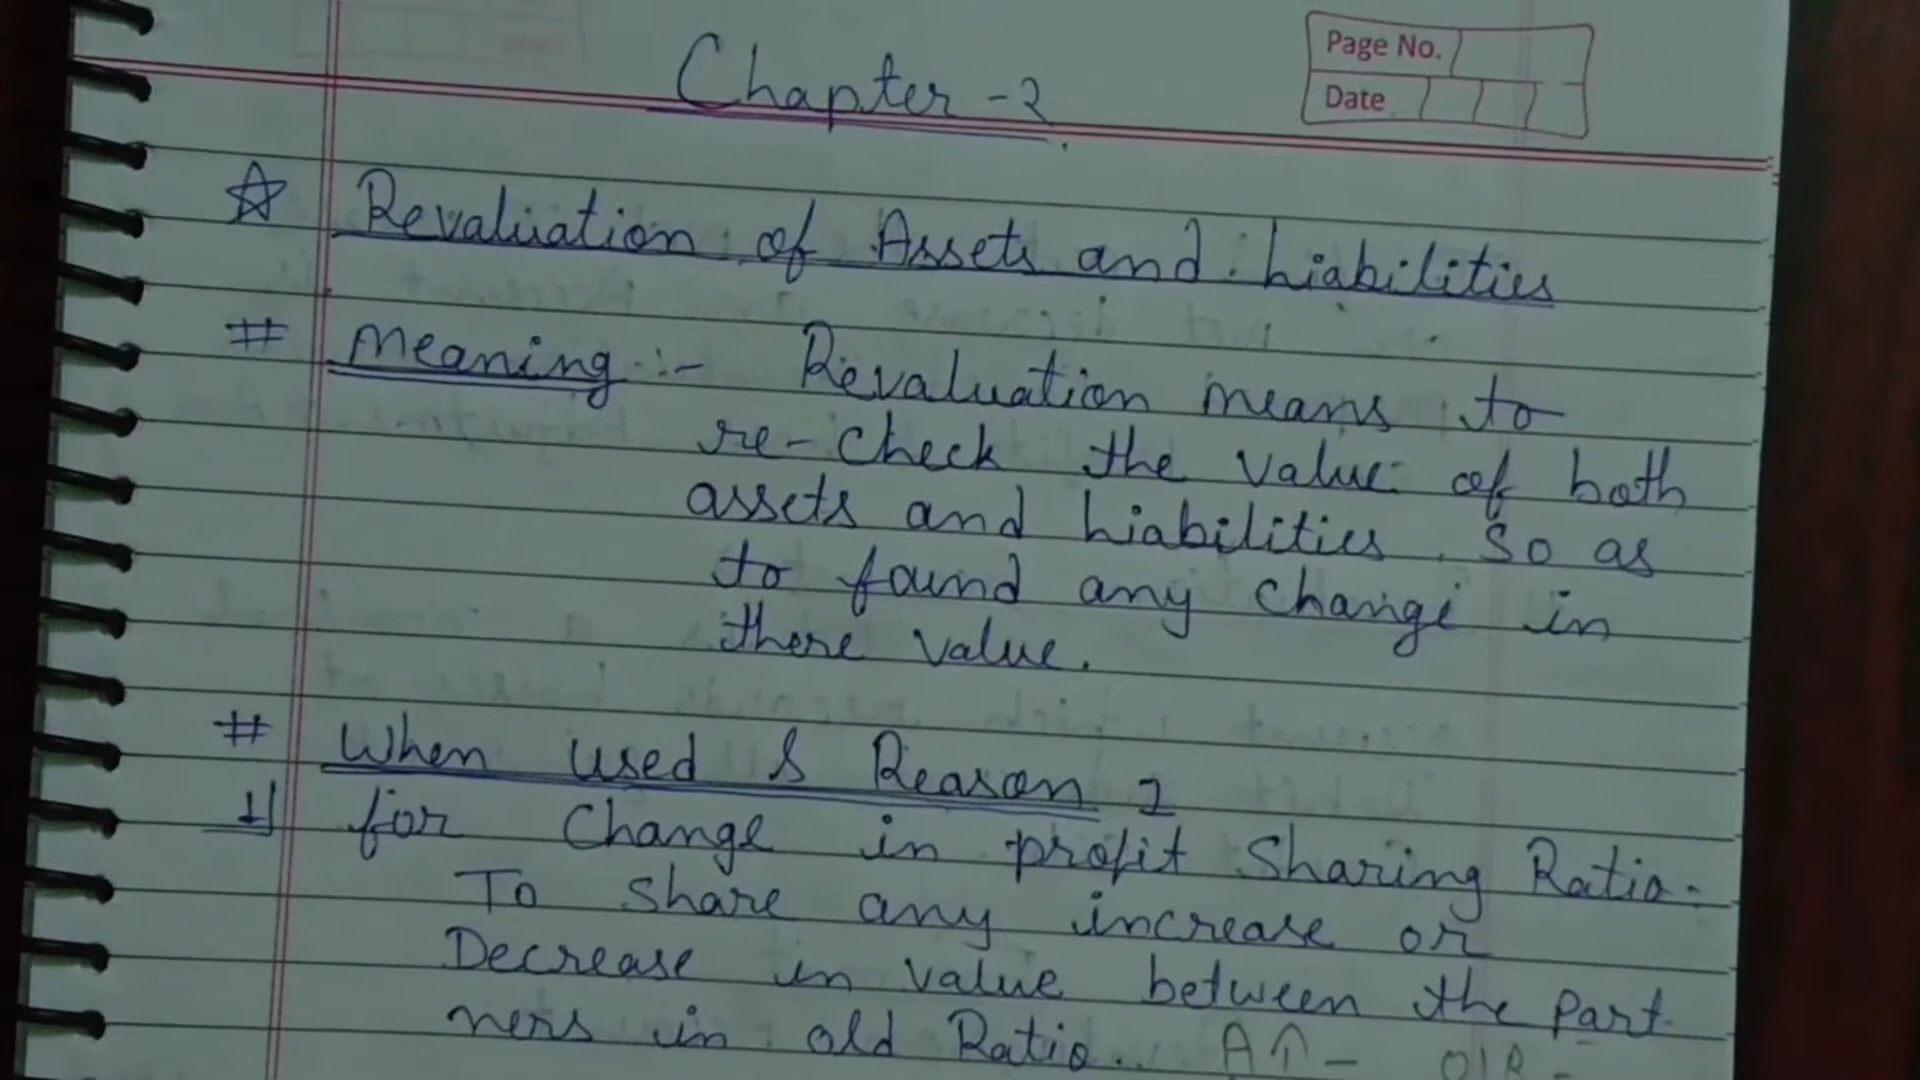 Chapter - 2
Page No.
Date
☆ Revaluation of Assets and Liabilities
# Meaning :- Revaluation means to
re-check the value of both
assets and Liabilities. So as
to found any change in
there value.
# When used & Reason
1) for Change in profit Sharing Ratio.
To share any increase or
Decrease in value between the Part
ners in old Ratio. A↑ -